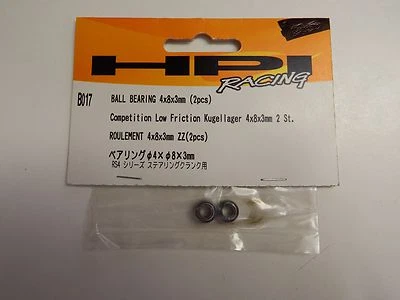 HPI
RACING
B017
BALL BEARING 4x8x3mm (2pcs)
Competition Low Friction Kugellager 4x8x3mm 2 St.
ROULEMENT 4x8x3mm ZZ(2pcs)
ベアリングφ4×φ8×3mm
RS4 シリーズ ステアリングクランク用